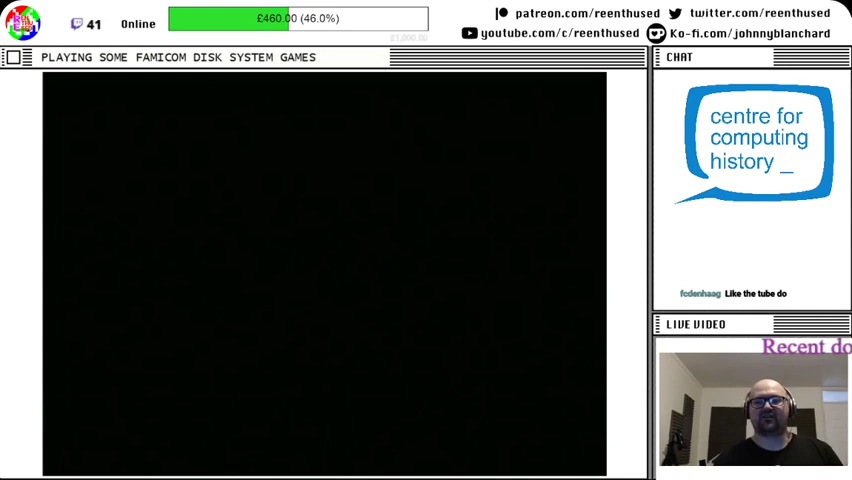 41
Online
£460.00 (46.0%)
£1,000.00
patreon.com/reenthused
twitter.com/reenthused
youtube.com/c/reenthused
Ko-fi.com/johnnyblanchard
PLAYING SOME FAMICOM DISK SYSTEM GAMES
CHAT
centre for
computing
history _
fcdenhaag Like the tube do
LIVE VIDEO
Recent do